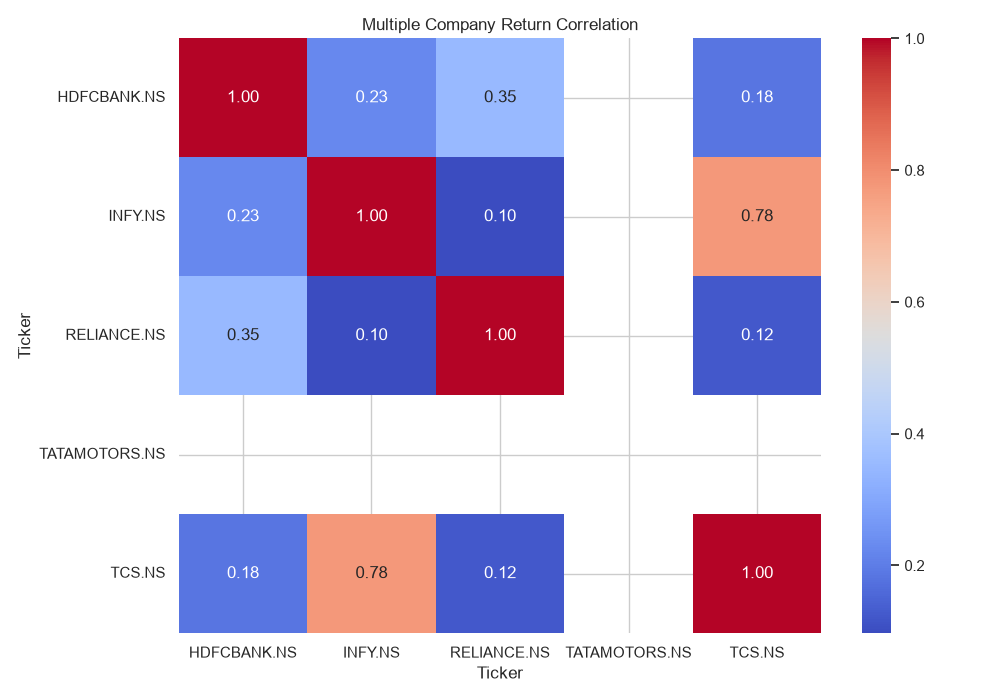 Multiple Company Return Correlation
HDFCBANK.NS 1.00 0.23 0.35 0.18
INFY.NS 0.23 1.00 0.10 0.78
RELIANCE.NS 0.35 0.10 1.00 0.12
TATAMOTORS.NS
TCS.NS 0.18 0.78 0.12 1.00
HDFCBANK.NS INFY.NS RELIANCE.NS TATAMOTORS.NS TCS.NS
Ticker
Ticker
1.0
0.8
0.6
0.4
0.2